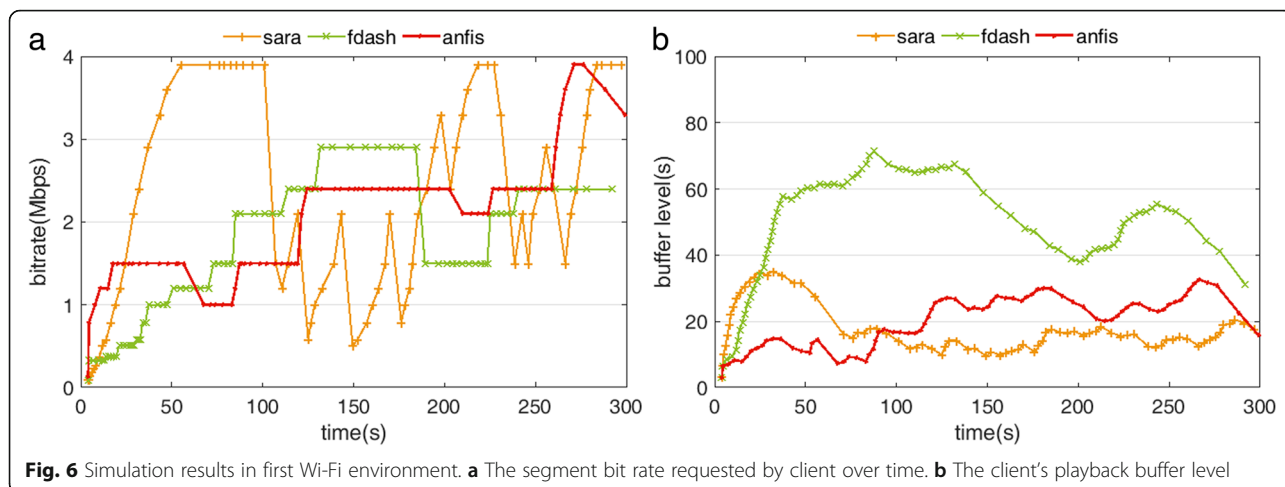 a
sara fdash anfis
4
3
2
1
0
bitrate(Mbps)
0 50 100 150 200 250 300
time(s)
b
sara fdash anfis
100
80
60
40
20
0
buffer level(s)
0 50 100 150 200 250 300
time(s)
Fig. 6 Simulation results in first Wi-Fi environment. a The segment bit rate requested by client over time. b The client's playback buffer level